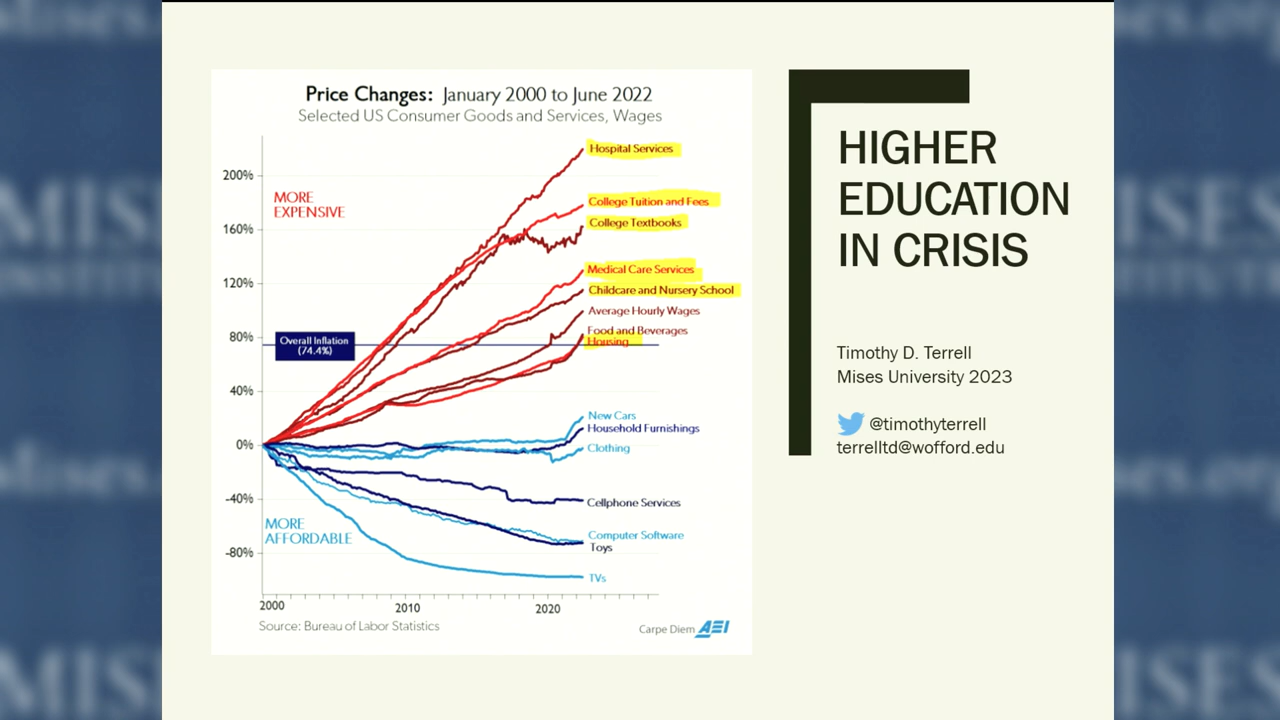 Price Changes: January 2000 to June 2022
Selected US Consumer Goods and Services, Wages
200%
160%
120%
80%
40%
0%
-40%
-80%
MORE
EXPENSIVE
Overall Inflation
(74.4%)
MORE
AFFORDABLE
Hospital Services
College Tuition and Fees
College Textbooks
Medical Care Services
Childcare and Nursery School
Average Hourly Wages
Food and Beverages
Housing
New Cars
Household Furnishings
Clothing
Cellphone Services
Computer Software
Toys
TVs
2000
2010
2020
Source: Bureau of Labor Statistics
Carpe Diem AEI
HIGHER
EDUCATION
IN CRISIS
Timothy D. Terrell
Mises University 2023
@timothyterrell
terrelltd@wofford.edu